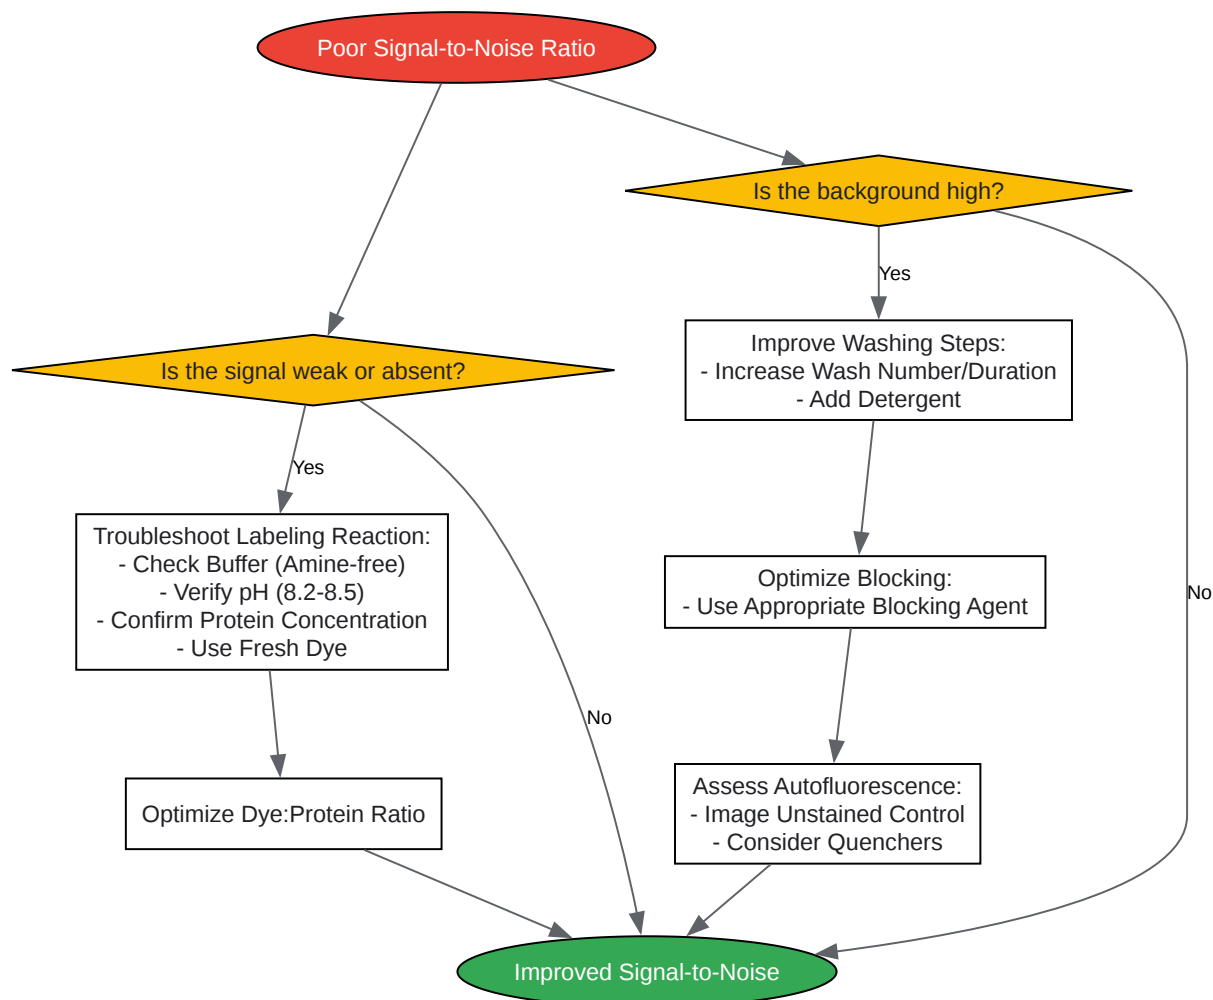 Poor Signal-to-Noise Ratio
Is the background high?
Yes
Improve Washing Steps:
- Increase Wash Number/Duration
- Add Detergent
Is the signal weak or absent?
Yes
Troubleshoot Labeling Reaction:
- Check Buffer (Amine-free)
- Verify pH (8.2-8.5)
- Confirm Protein Concentration
- Use Fresh Dye
Optimize Blocking:
- Use Appropriate Blocking Agent
No
No
Optimize Dye:Protein Ratio
Assess Autofluorescence:
- Image Unstained Control
- Consider Quenchers
Improved Signal-to-Noise